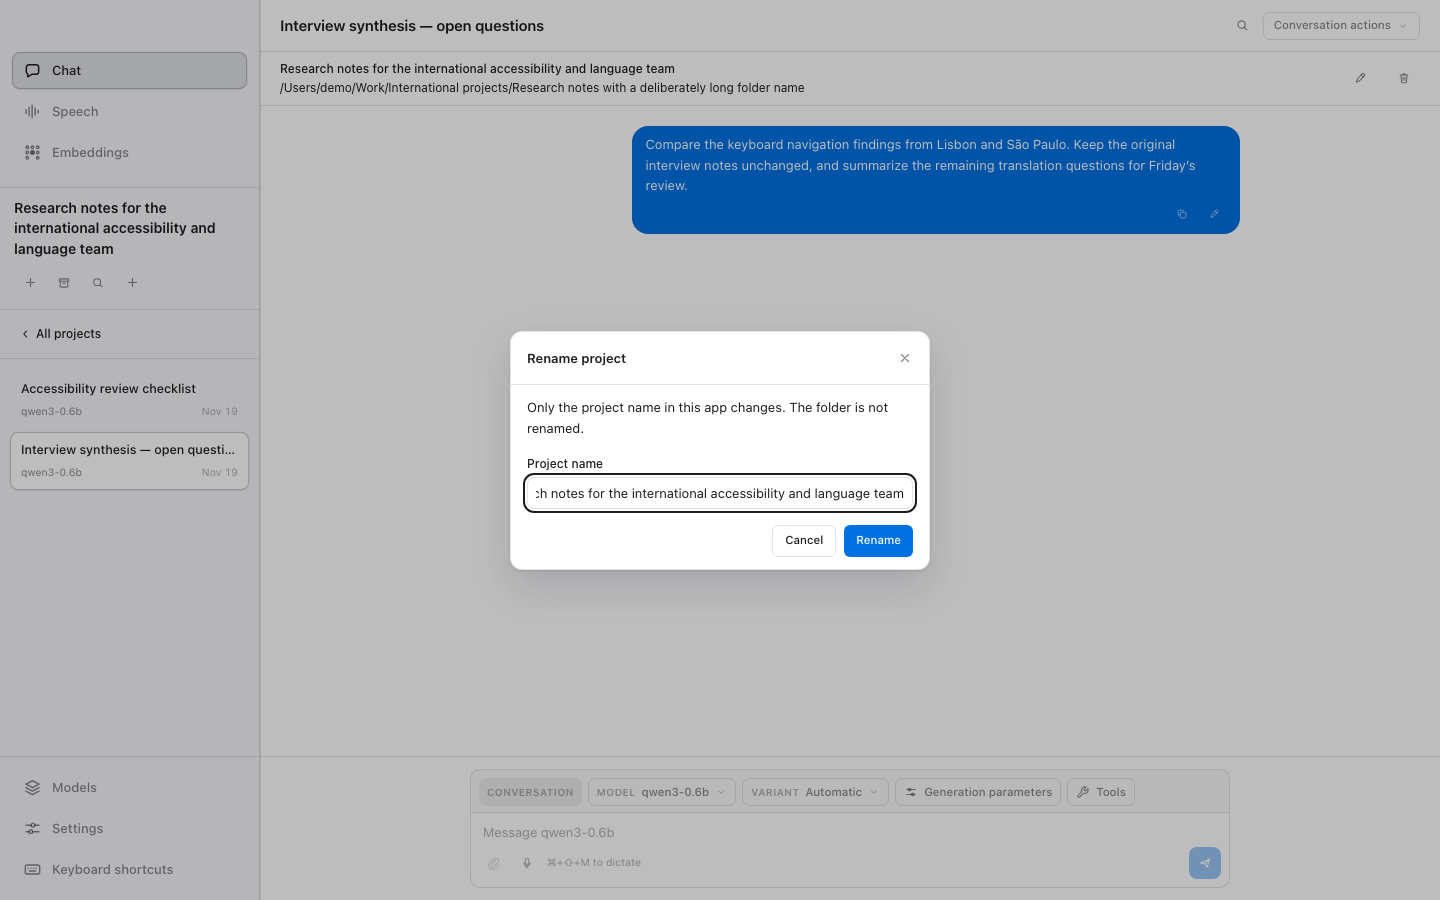 Interview synthesis — open questions
Conversation actions
Chat
Speech
Embeddings
Research notes for the international accessibility and language team
/Users/demo/Work/International projects/Research notes with a deliberately long folder name
Compare the keyboard navigation findings from Lisbon and São Paulo. Keep the original
interview notes unchanged, and summarize the remaining translation questions for Friday's
review.
Research notes for the
international accessibility and
language team
All projects
Accessibility review checklist
qwen3-0.6b
Nov 19
Interview synthesis — open questi...
qwen3-0.6b
Nov 19
Rename project
Only the project name in this app changes. The folder is not
renamed.
Project name
notes for the international accessibility and language team
Cancel
Rename
Models
Settings
Keyboard shortcuts
CONVERSATION
MODEL qwen3-0.6b
VARIANT Automatic
Generation parameters
Tools
Message qwen3-0.6b
⌘+⇧+M to dictate